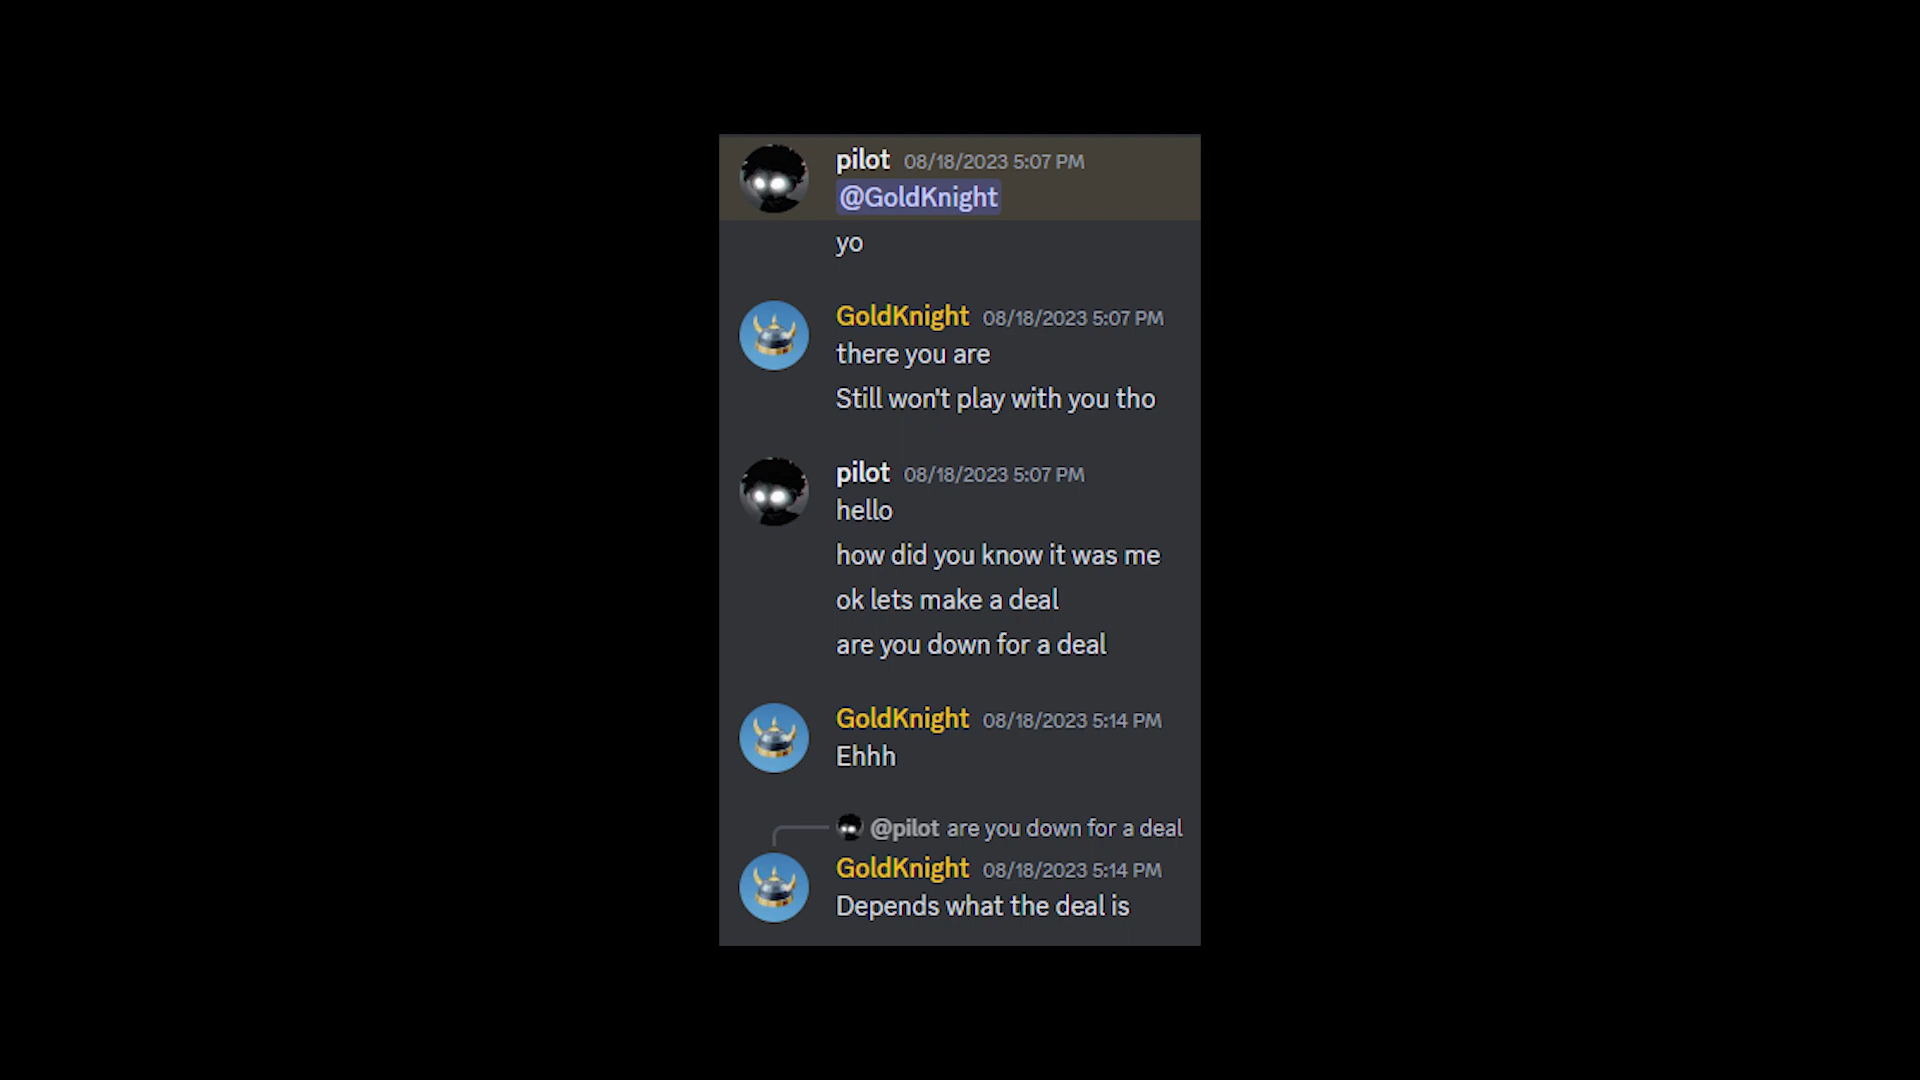 pilot 08/18/2023 5:07 PM
@GoldKnight
yo
GoldKnight 08/18/2023 5:07 PM
there you are
Still won't play with you tho
pilot 08/18/2023 5:07 PM
hello
how did you know it was me
ok lets make a deal
are you down for a deal
GoldKnight 08/18/2023 5:14 PM
Ehhh
@pilot are you down for a deal
GoldKnight 08/18/2023 5:14 PM
Depends what the deal is